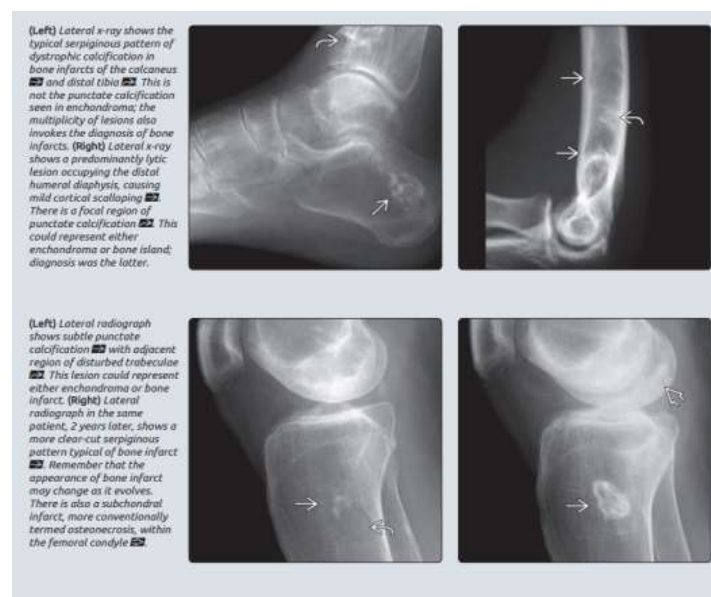 (Left) Lateral x-ray shows the
typical serpiginous pattern of
dystrophic calcification in
bone infarcts of the calcaneus
and distal tibia. This is
not the punctate calcification
seen in enchondroma; the
multiplicity of lesions also
invokes the diagnosis of bone
infarcts. (Right) Lateral x-ray
shows a predominantly lytic
lesion occupying the distal
humeral diaphysis, causing
mild cortical scalloping.
There is a focal region of
punctate calcification. This
could represent either
enchondroma or bone island;
diagnosis was the latter.
(Left) Lateral radiograph
shows subtle punctate
calcification with adjacent
region of disturbed trabeculae
. This lesion could represent
either enchondroma or bone
infarct. (Right) Lateral
radiograph in the same
patient, 2 years later, shows a
more clear-cut serpiginous
pattern typical of bone infarct
. Remember that the
appearance of bone infarct
may change as it evolves.
There is also a subchondral
infarct, more conventionally
termed osteonecrosis, within
the femoral condyle.